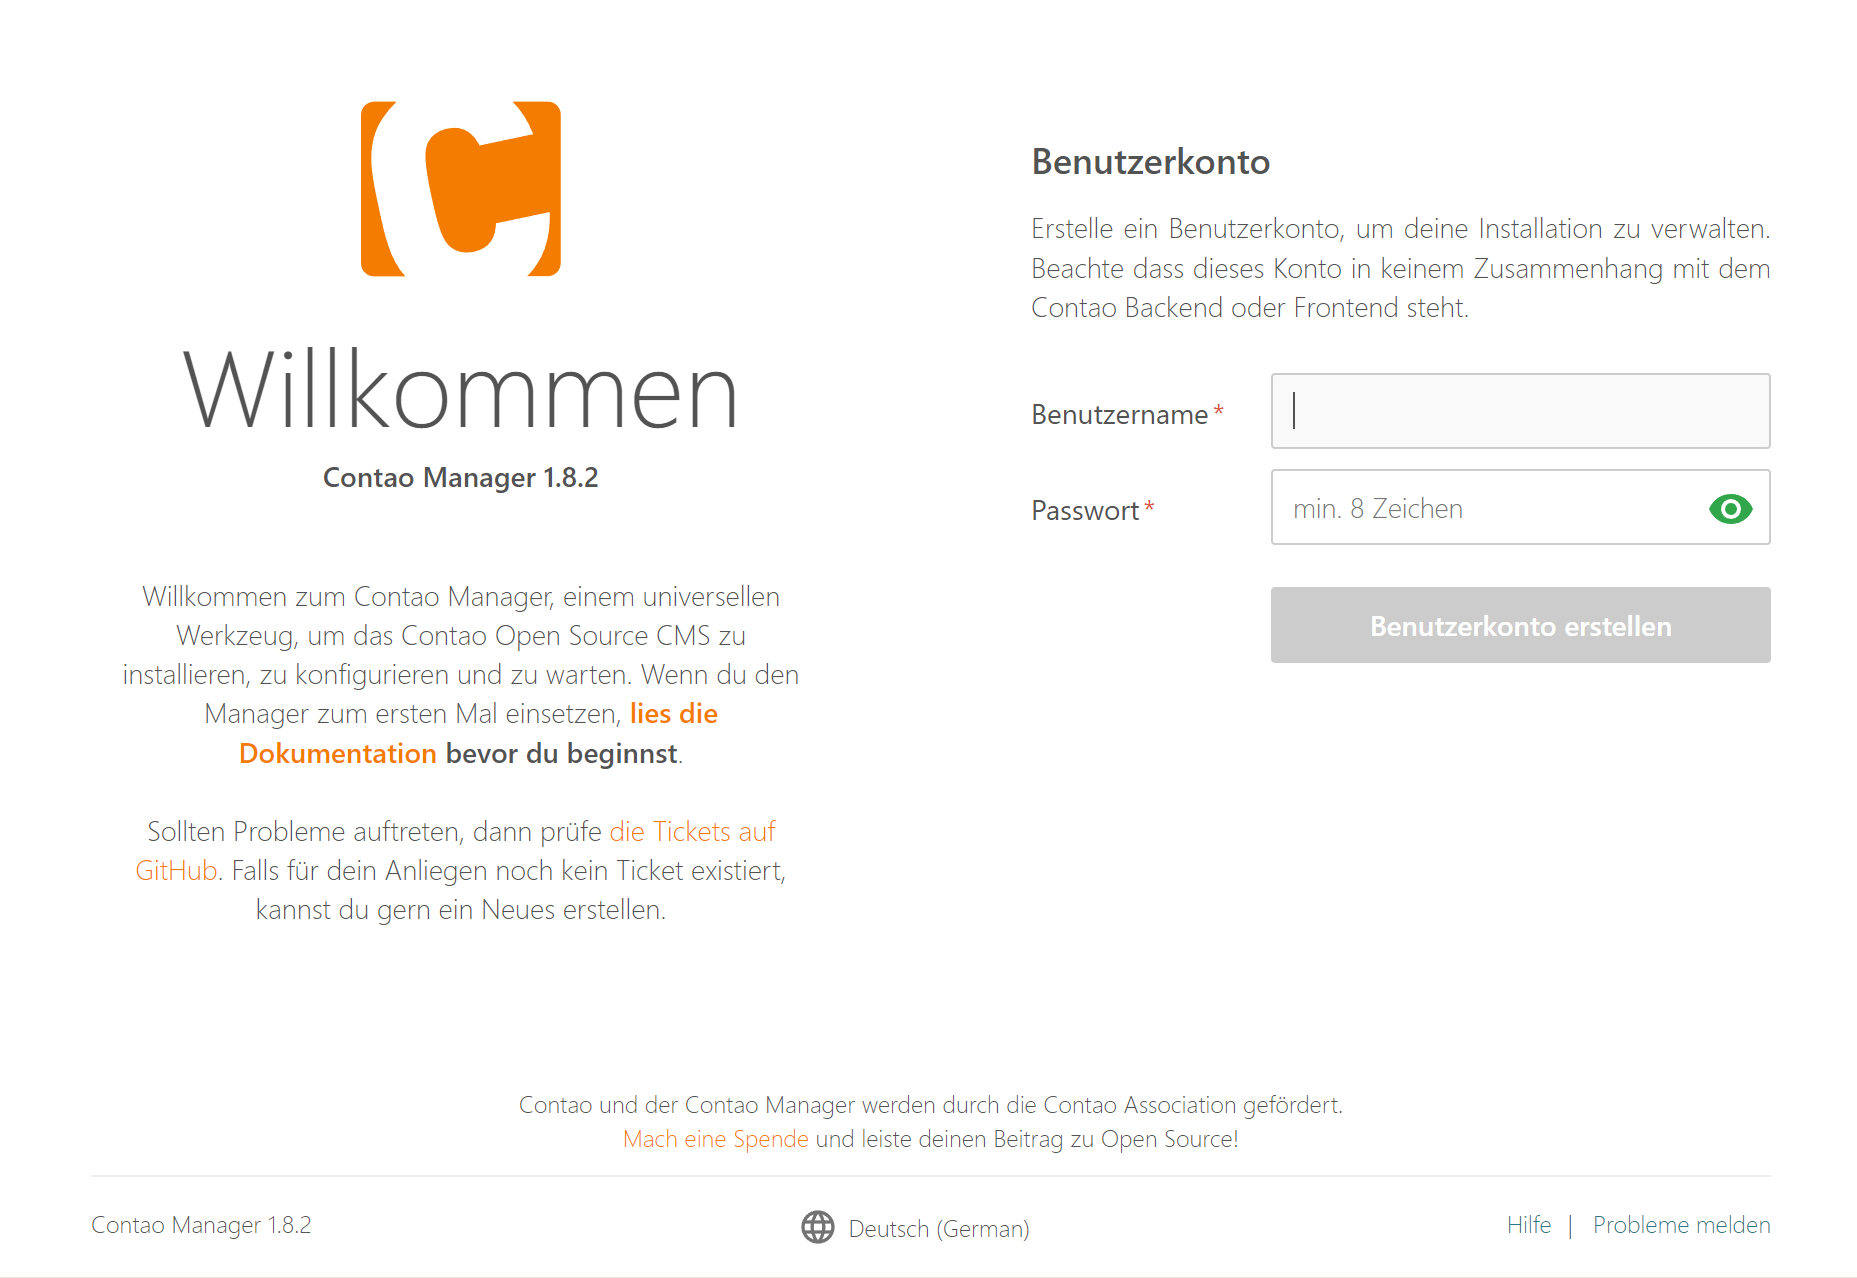 Willkommen
Contao Manager 1.8.2
Willkommen zum Contao Manager, einem universellen
Werkzeug, um das Contao Open Source CMS zu
installieren, zu konfigurieren und zu warten. Wenn du den
Manager zum ersten Mal einsetzen, lies die
Dokumentation bevor du beginnst.
Sollten Probleme auftreten, dann prüfe die Tickets auf
GitHub. Falls für dein Anliegen noch kein Ticket existiert,
kannst du gern ein Neues erstellen.
Benutzerkonto
Erstelle ein Benutzerkonto, um deine Installation zu verwalten.
Beachte dass dieses Konto in keinem Zusammenhang mit dem
Contao Backend oder Frontend steht.
Benutzername *
Passwort * min. 8 Zeichen
Benutzerkonto erstellen
Contao und der Contao Manager werden durch die Contao Association gefördert.
Mach eine Spende und leiste deinen Beitrag zu Open Source!
Contao Manager 1.8.2 Deutsch (German) Hilfe | Probleme melden